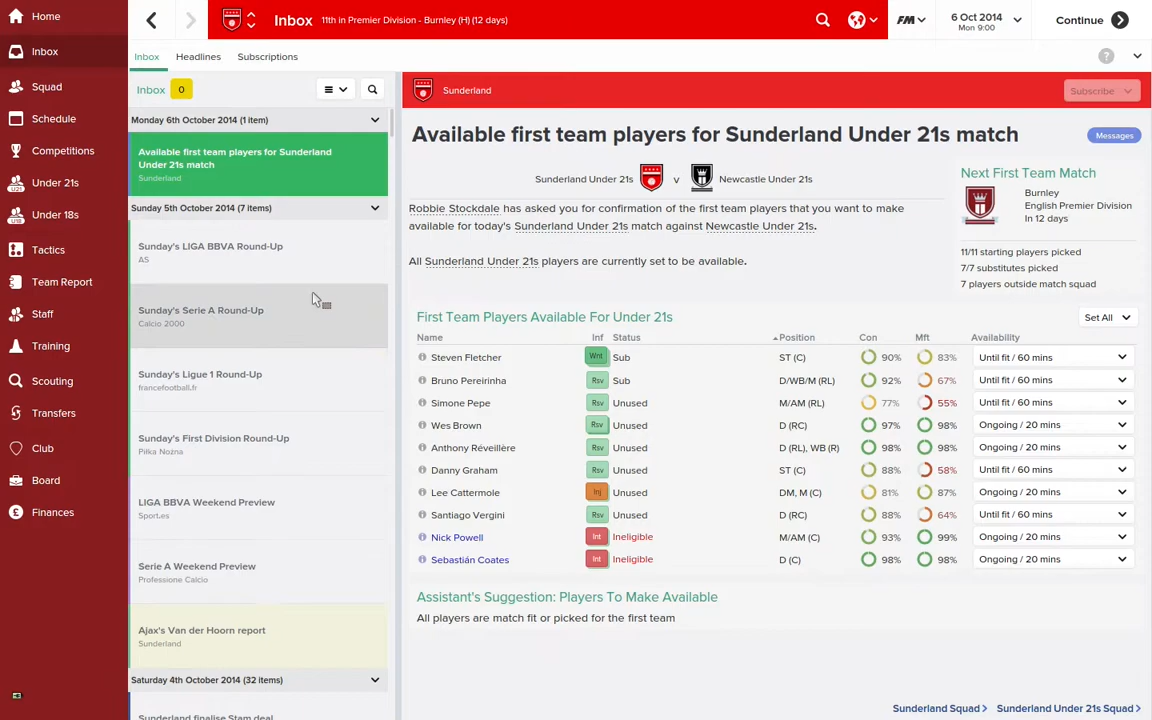 Home
Inbox
11th in Premier Division - Burnley (H) (12 days)
FM
6 Oct 2014
Mon 9:00
Continue
Inbox
Inbox
Headlines
Subscriptions
?
Squad
Schedule
Competitions
Under 21s
Under 18s
Tactics
Team Report
Staff
Training
Scouting
Transfers
Club
Board
Finances
Inbox 0
Monday 6th October 2014 (1 item)
Available first team players for Sunderland
Under 21s match
Sunderland
Sunday 5th October 2014 (7 items)
Sunday's LIGA BBVA Round-Up
AS
Sunday's Serie A Round-Up
Calcio 2000
Sunday's Ligue 1 Round-Up
francefootball.fr
Sunday's First Division Round-Up
Piłka Nożna
LIGA BBVA Weekend Preview
Sport.es
Serie A Weekend Preview
Professione Calcio
Ajax's Van der Hoorn report
Sunderland
Saturday 4th October 2014 (32 items)
Sunderland finalise Stam deal
Sunderland
Subscribe
Available first team players for Sunderland Under 21s match
Messages
Sunderland Under 21s v Newcastle Under 21s
Robbie Stockdale has asked you for confirmation of the first team players that you want to make
available for today's Sunderland Under 21s match against Newcastle Under 21s.
All Sunderland Under 21s players are currently set to be available.
Next First Team Match
Burnley
English Premier Division
In 12 days
11/11 starting players picked
7/7 substitutes picked
7 players outside match squad
First Team Players Available For Under 21s
Set All
Name Inf Status Position Con Mft Availability
Steven Fletcher Wnt Sub ST (C) 90% 83% Until fit / 60 mins
Bruno Pereirinha Rsv Sub D/WB/M (RL) 92% 67% Until fit / 60 mins
Simone Pepe Rsv Unused M/AM (RL) 77% 55% Until fit / 60 mins
Wes Brown Rsv Unused D (RC) 97% 98% Ongoing / 20 mins
Anthony Réveillère Rsv Unused D (RL), WB (R) 98% 98% Ongoing / 20 mins
Danny Graham Rsv Unused ST (C) 88% 58% Until fit / 60 mins
Lee Cattermole Inj Unused DM, M (C) 81% 87% Ongoing / 20 mins
Santiago Vergini Rsv Unused D (RC) 88% 64% Until fit / 60 mins
Nick Powell Int Ineligible M/AM (C) 93% 99% Ongoing / 20 mins
Sebastián Coates Int Ineligible D (C) 98% 98% Ongoing / 20 mins
Assistant's Suggestion: Players To Make Available
All players are match fit or picked for the first team
Sunderland Squad
Sunderland Under 21s Squad